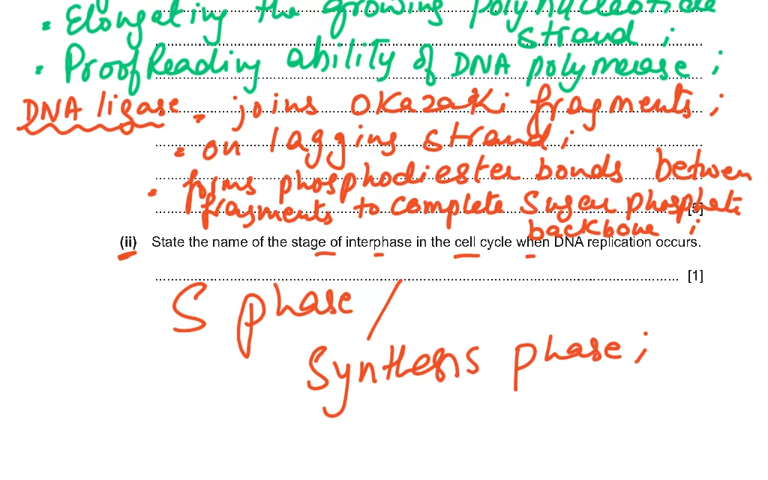 • Elongating the growing polynucleotide
strand ;
• Proof Reading ability of DNA polymerase ;
DNA ligase • joins Okazaki fragments ;
• on lagging strand ;
• forms phosphodiester bonds between
fragments to complete Sugar phosphate
backbone ;
[5]
(ii) State the name of the stage of interphase in the cell cycle when DNA replication occurs.
[1]
S phase /
Synthesis phase ;